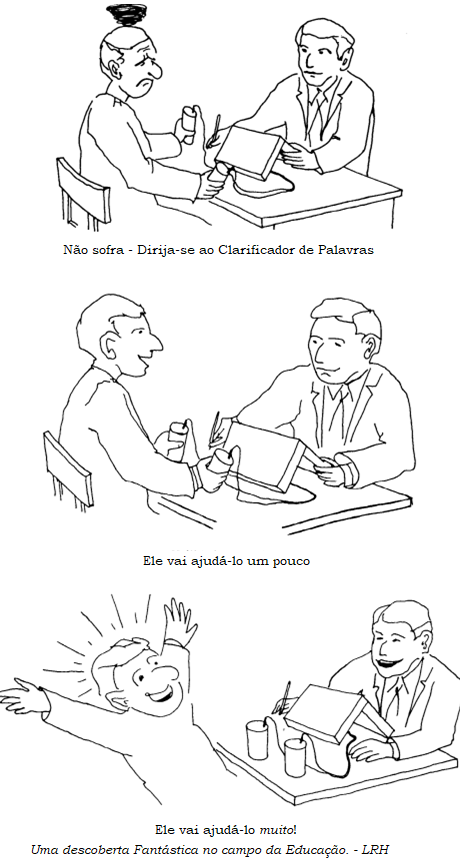 Não sofra - Dirija-se ao Clarificador de Palavras
Ele vai ajudá-lo um pouco
Ele vai ajudá-lo muito!
Uma descoberta Fantástica no campo da Educação. - LRH